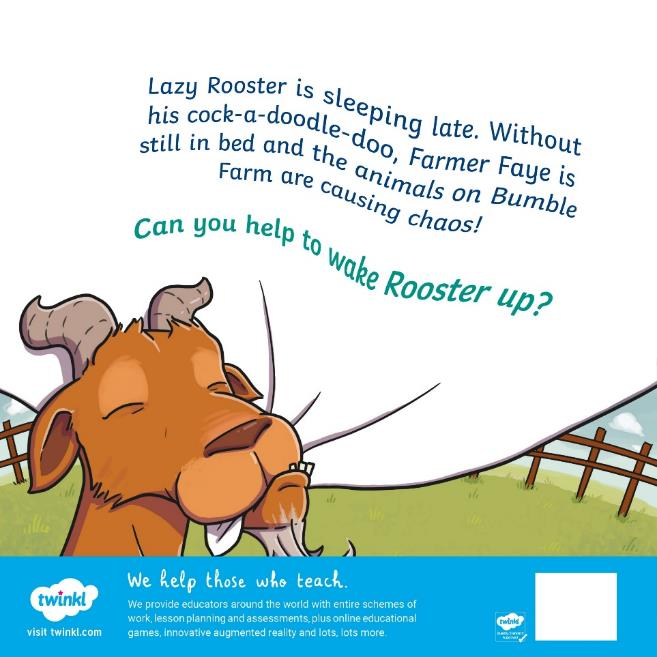 Lazy Rooster is sleeping late. Without
his cock-a-doodle-doo, Farmer Faye is
still in bed and the animals on Bumble
Farm are causing chaos!
Can you help to wake Rooster up?
twinkl
visit twinkl.com
We help those who teach.
We provide educators around the world with entire schemes of
work, lesson planning and assessments, plus online educational
games, innovative augmented reality and lots, lots more.
twinkl